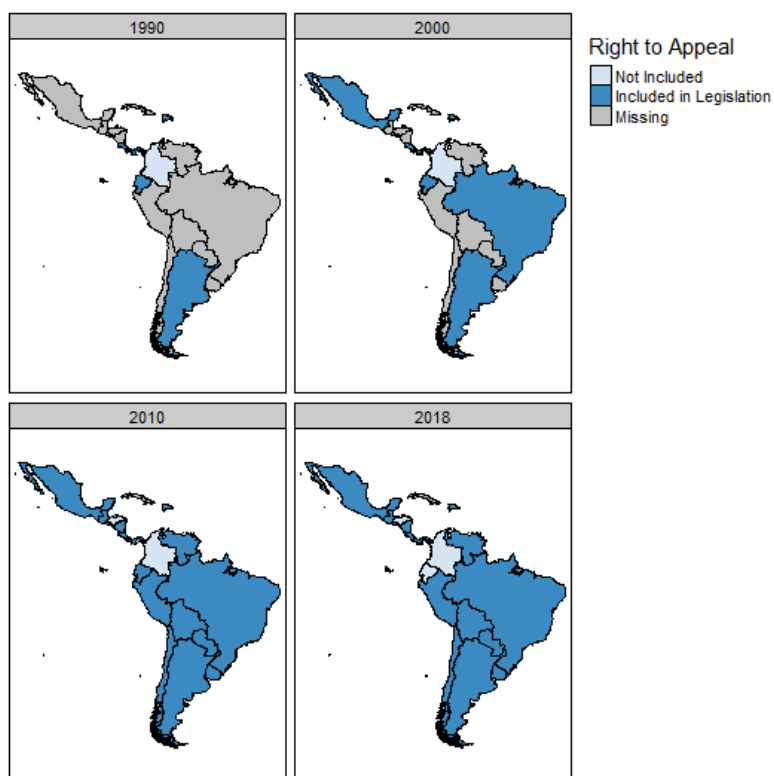 1990
2000
Right to Appeal
Not Included
Included in Legislation
Missing
2010
2018